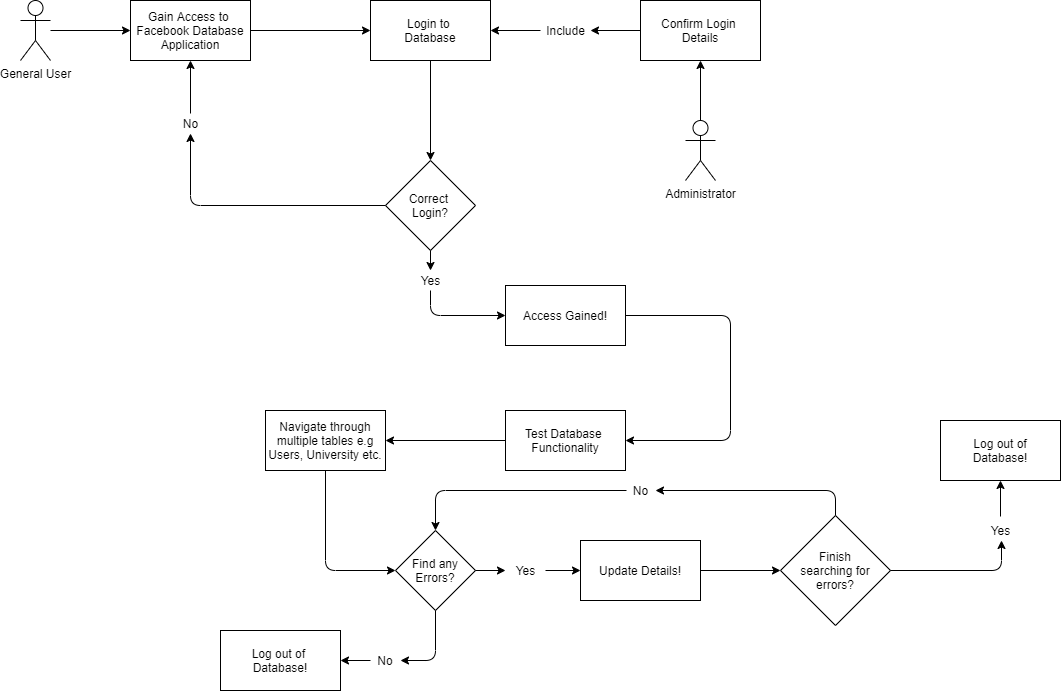 General User
Gain Access to
Facebook Database
Application
Login to
Database
Include
Confirm Login
Details
Administrator
No
Correct
Login?
Yes
Access Gained!
Navigate through
multiple tables e.g
Users, University etc.
Test Database
Functionality
Log out of
Database!
No
Yes
Find any
Errors?
Yes
Update Details!
Finish
searching for
errors?
Log out of
Database!
No